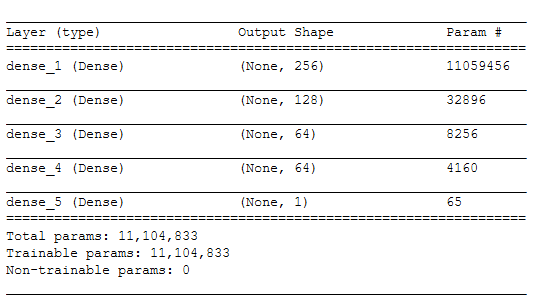 Layer (type) Output Shape Param #
dense_1 (Dense) (None, 256) 11059456
dense_2 (Dense) (None, 128) 32896
dense_3 (Dense) (None, 64) 8256
dense_4 (Dense) (None, 64) 4160
dense_5 (Dense) (None, 1) 65
Total params: 11,104,833
Trainable params: 11,104,833
Non-trainable params: 0